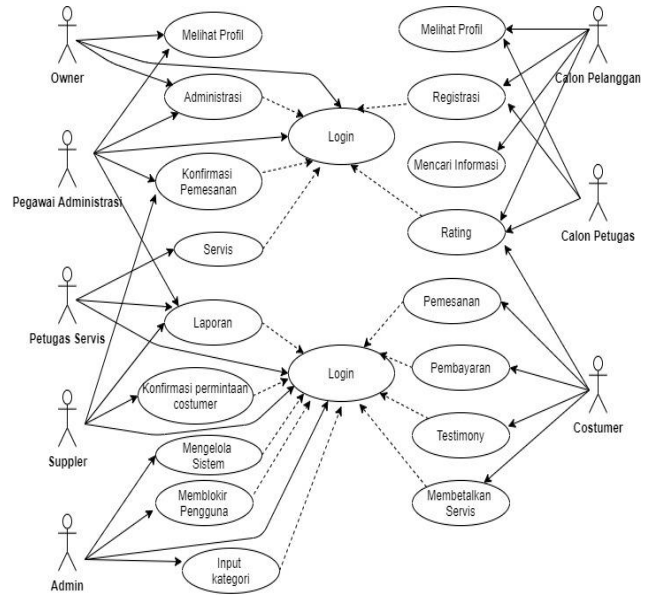 Owner
Melihat Profil
Administrasi
Login
Pegawai Administrasi
Konfirmasi
Pemesanan
Servis
Petugas Servis
Laporan
Login
Konfirmasi permintaan
costumer
Suppler
Mengelola
Sistem
Memblokir
Pengguna
Admin
Input
kategori
Melihat Profil
Calon Pelanggan
Registrasi
Mencari Informasi
Calon Petugas
Rating
Pemesanan
Pembayaran
Costumer
Testimony
Membetalkan
Servis